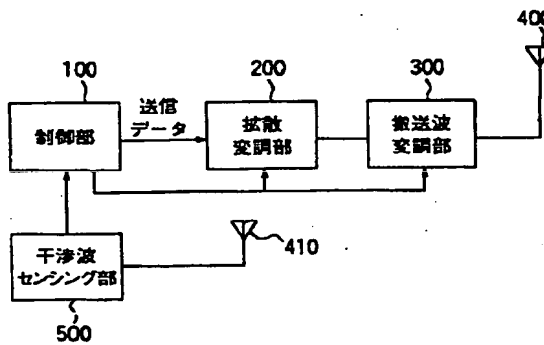 400
100
200
300
制御部
送信
データ
拡散
変調部
搬送波
変調部
干渉波
センシング部
410
500